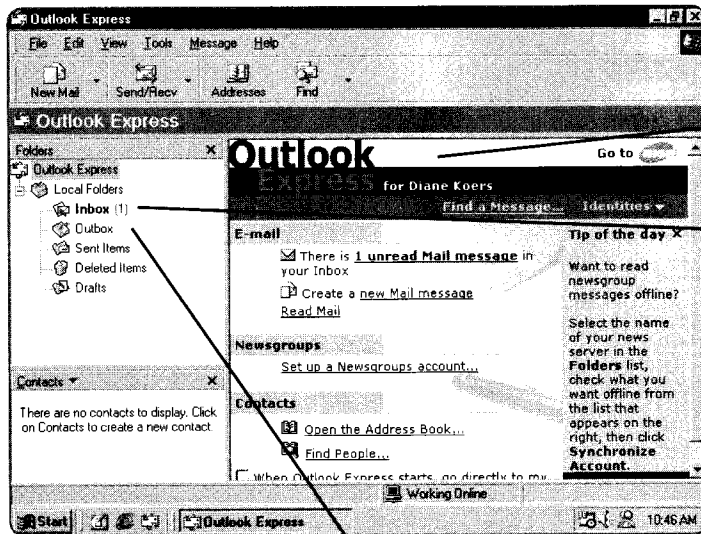 Outlook Express
File Edit View Tools Message Help
New Mail Send/Recv Addresses Find
Outlook Express
Folders
Outlook Express
Local Folders
Inbox (1)
Outbox
Sent Items
Deleted Items
Drafts
Contacts
There are no contacts to display. Click
on Contacts to create a new contact.
Outlook
Go to
Express for Diane Koers
Find a Message... Identities
E-mail
There is 1 unread Mail message in
your Inbox
Create a new Mail message
Read Mail
Newsgroups
Set up a Newsgroups account...
Contacts
Open the Address Book...
Find People...
When Outlook Express starts, go directly to my
Tip of the day
Want to read
newsgroup
messages offline?
Select the name
of your news
server in the
Folders list,
check what you
want offline from
the list that
appears on the
right, then click
Synchronize
Account.
Working Online
Start Outlook Express 10:46 AM